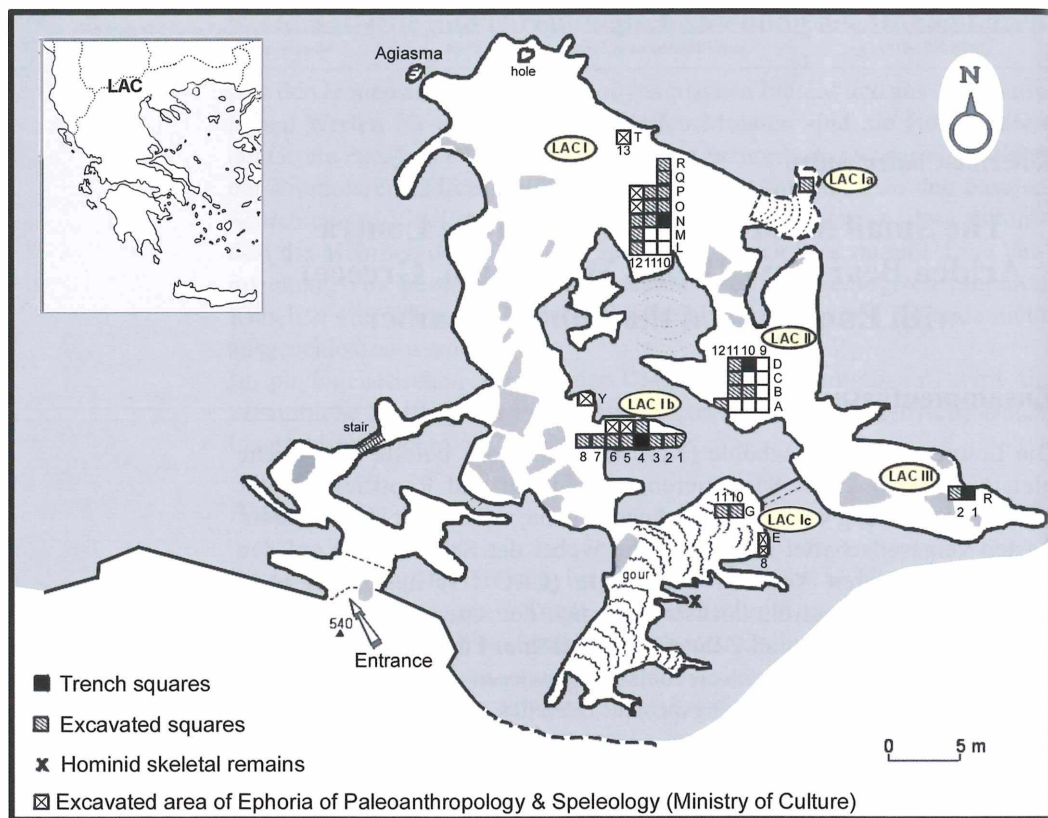 LAC
Agiasma
hole
N
LAC I
T
13
R
Q
P
O
N
M
L
12 11 10
LAC Ia
LAC II
12 11 10 9
D
C
B
A
Y
LAC Ib
8 7 6 5 4 3 2 1
stair
LAC III
R
2 1
11 10
G
LAC Ic
E
8
gour
540
Entrance
Trench squares
Excavated squares
Hominid skeletal remains
Excavated area of Ephoria of Paleoanthropology & Speleology (Ministry of Culture)
0 5 m